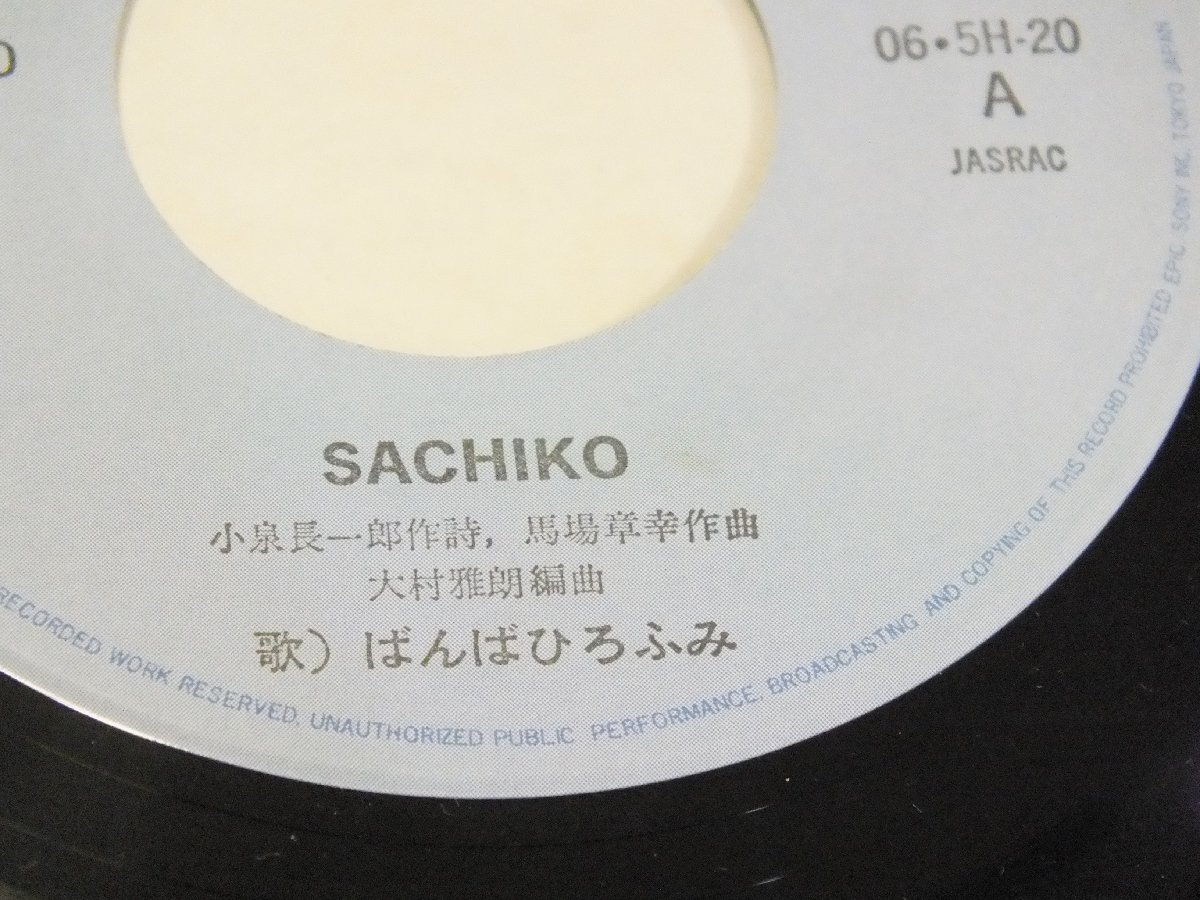 06・5H-20
A
JASRAC
SACHIKO
小泉長一郎作詩，馬場章幸作曲
大村雅朗編曲
歌）ばんばひろふみ
RECORDED WORK RESERVED, UNAUTHORIZED PUBLIC PERFORMANCE, BROADCASTING AND COPYING OF THIS RECORD PROHIBITED EPIC SONY INC, TOKYO JAPAN